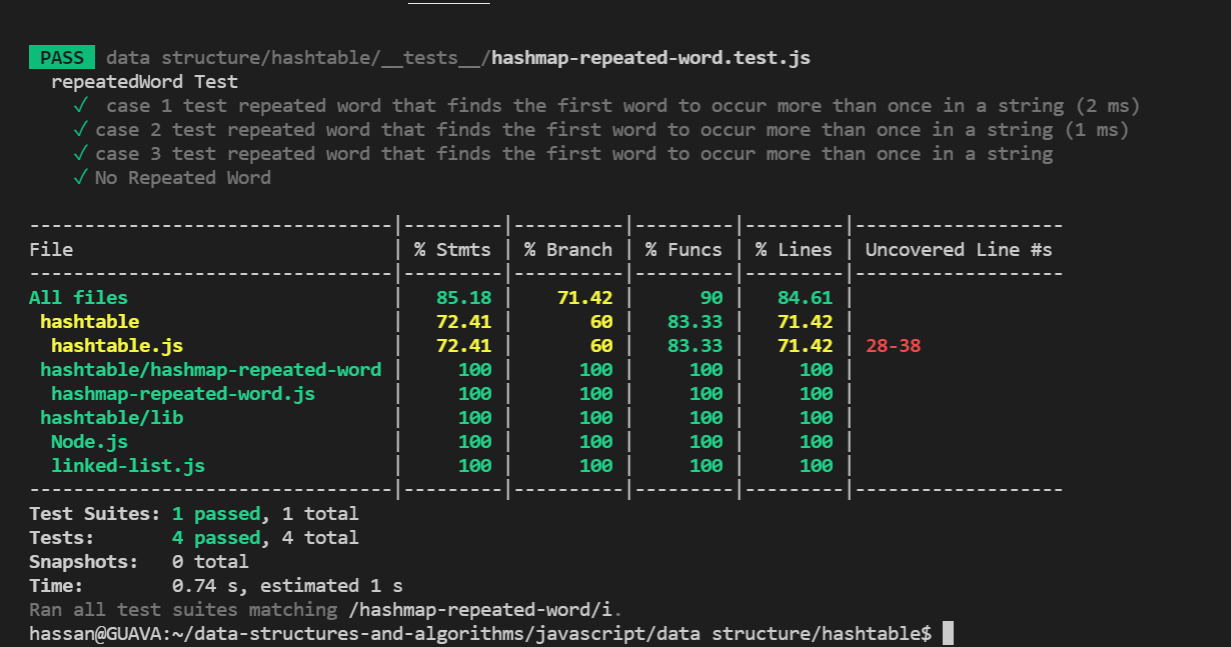 PASS data structure/hashtable/__tests__/hashmap-repeated-word.test.js
repeatedWord Test
✓ case 1 test repeated word that finds the first word to occur more than once in a string (2 ms)
✓ case 2 test repeated word that finds the first word to occur more than once in a string (1 ms)
✓ case 3 test repeated word that finds the first word to occur more than once in a string
✓ No Repeated Word
---------------------------------|---------|----------|---------|---------|-------------------
File | % Stmts | % Branch | % Funcs | % Lines | Uncovered Line #s
---------------------------------|---------|----------|---------|---------|-------------------
All files | 85.18 | 71.42 | 90 | 84.61 |
hashtable | 72.41 | 60 | 83.33 | 71.42 |
hashtable.js | 72.41 | 60 | 83.33 | 71.42 | 28-38
hashtable/hashmap-repeated-word | 100 | 100 | 100 | 100 |
hashmap-repeated-word.js | 100 | 100 | 100 | 100 |
hashtable/lib | 100 | 100 | 100 | 100 |
Node.js | 100 | 100 | 100 | 100 |
linked-list.js | 100 | 100 | 100 | 100 |
---------------------------------|---------|----------|---------|---------|-------------------
Test Suites: 1 passed, 1 total
Tests: 4 passed, 4 total
Snapshots: 0 total
Time: 0.74 s, estimated 1 s
Ran all test suites matching /hashmap-repeated-word/i.
hassan@GUAVA:~/data-structures-and-algorithms/javascript/data structure/hashtable$